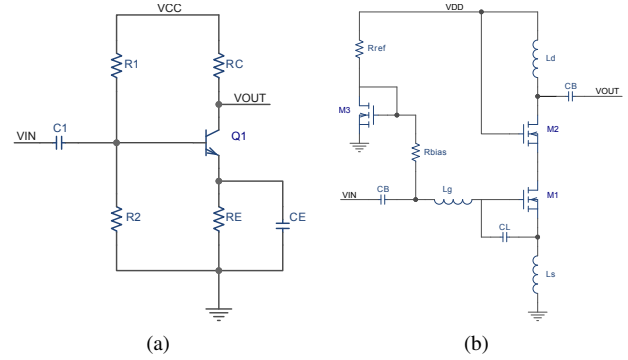 VCC
R1
RC
VOUT
VIN
C1
Q1
R2
RE
CE
(a)
VDD
Rref
Ld
CB
VOUT
M3
M2
Rbias
VIN
CB
Lg
M1
CL
Ls
(b)